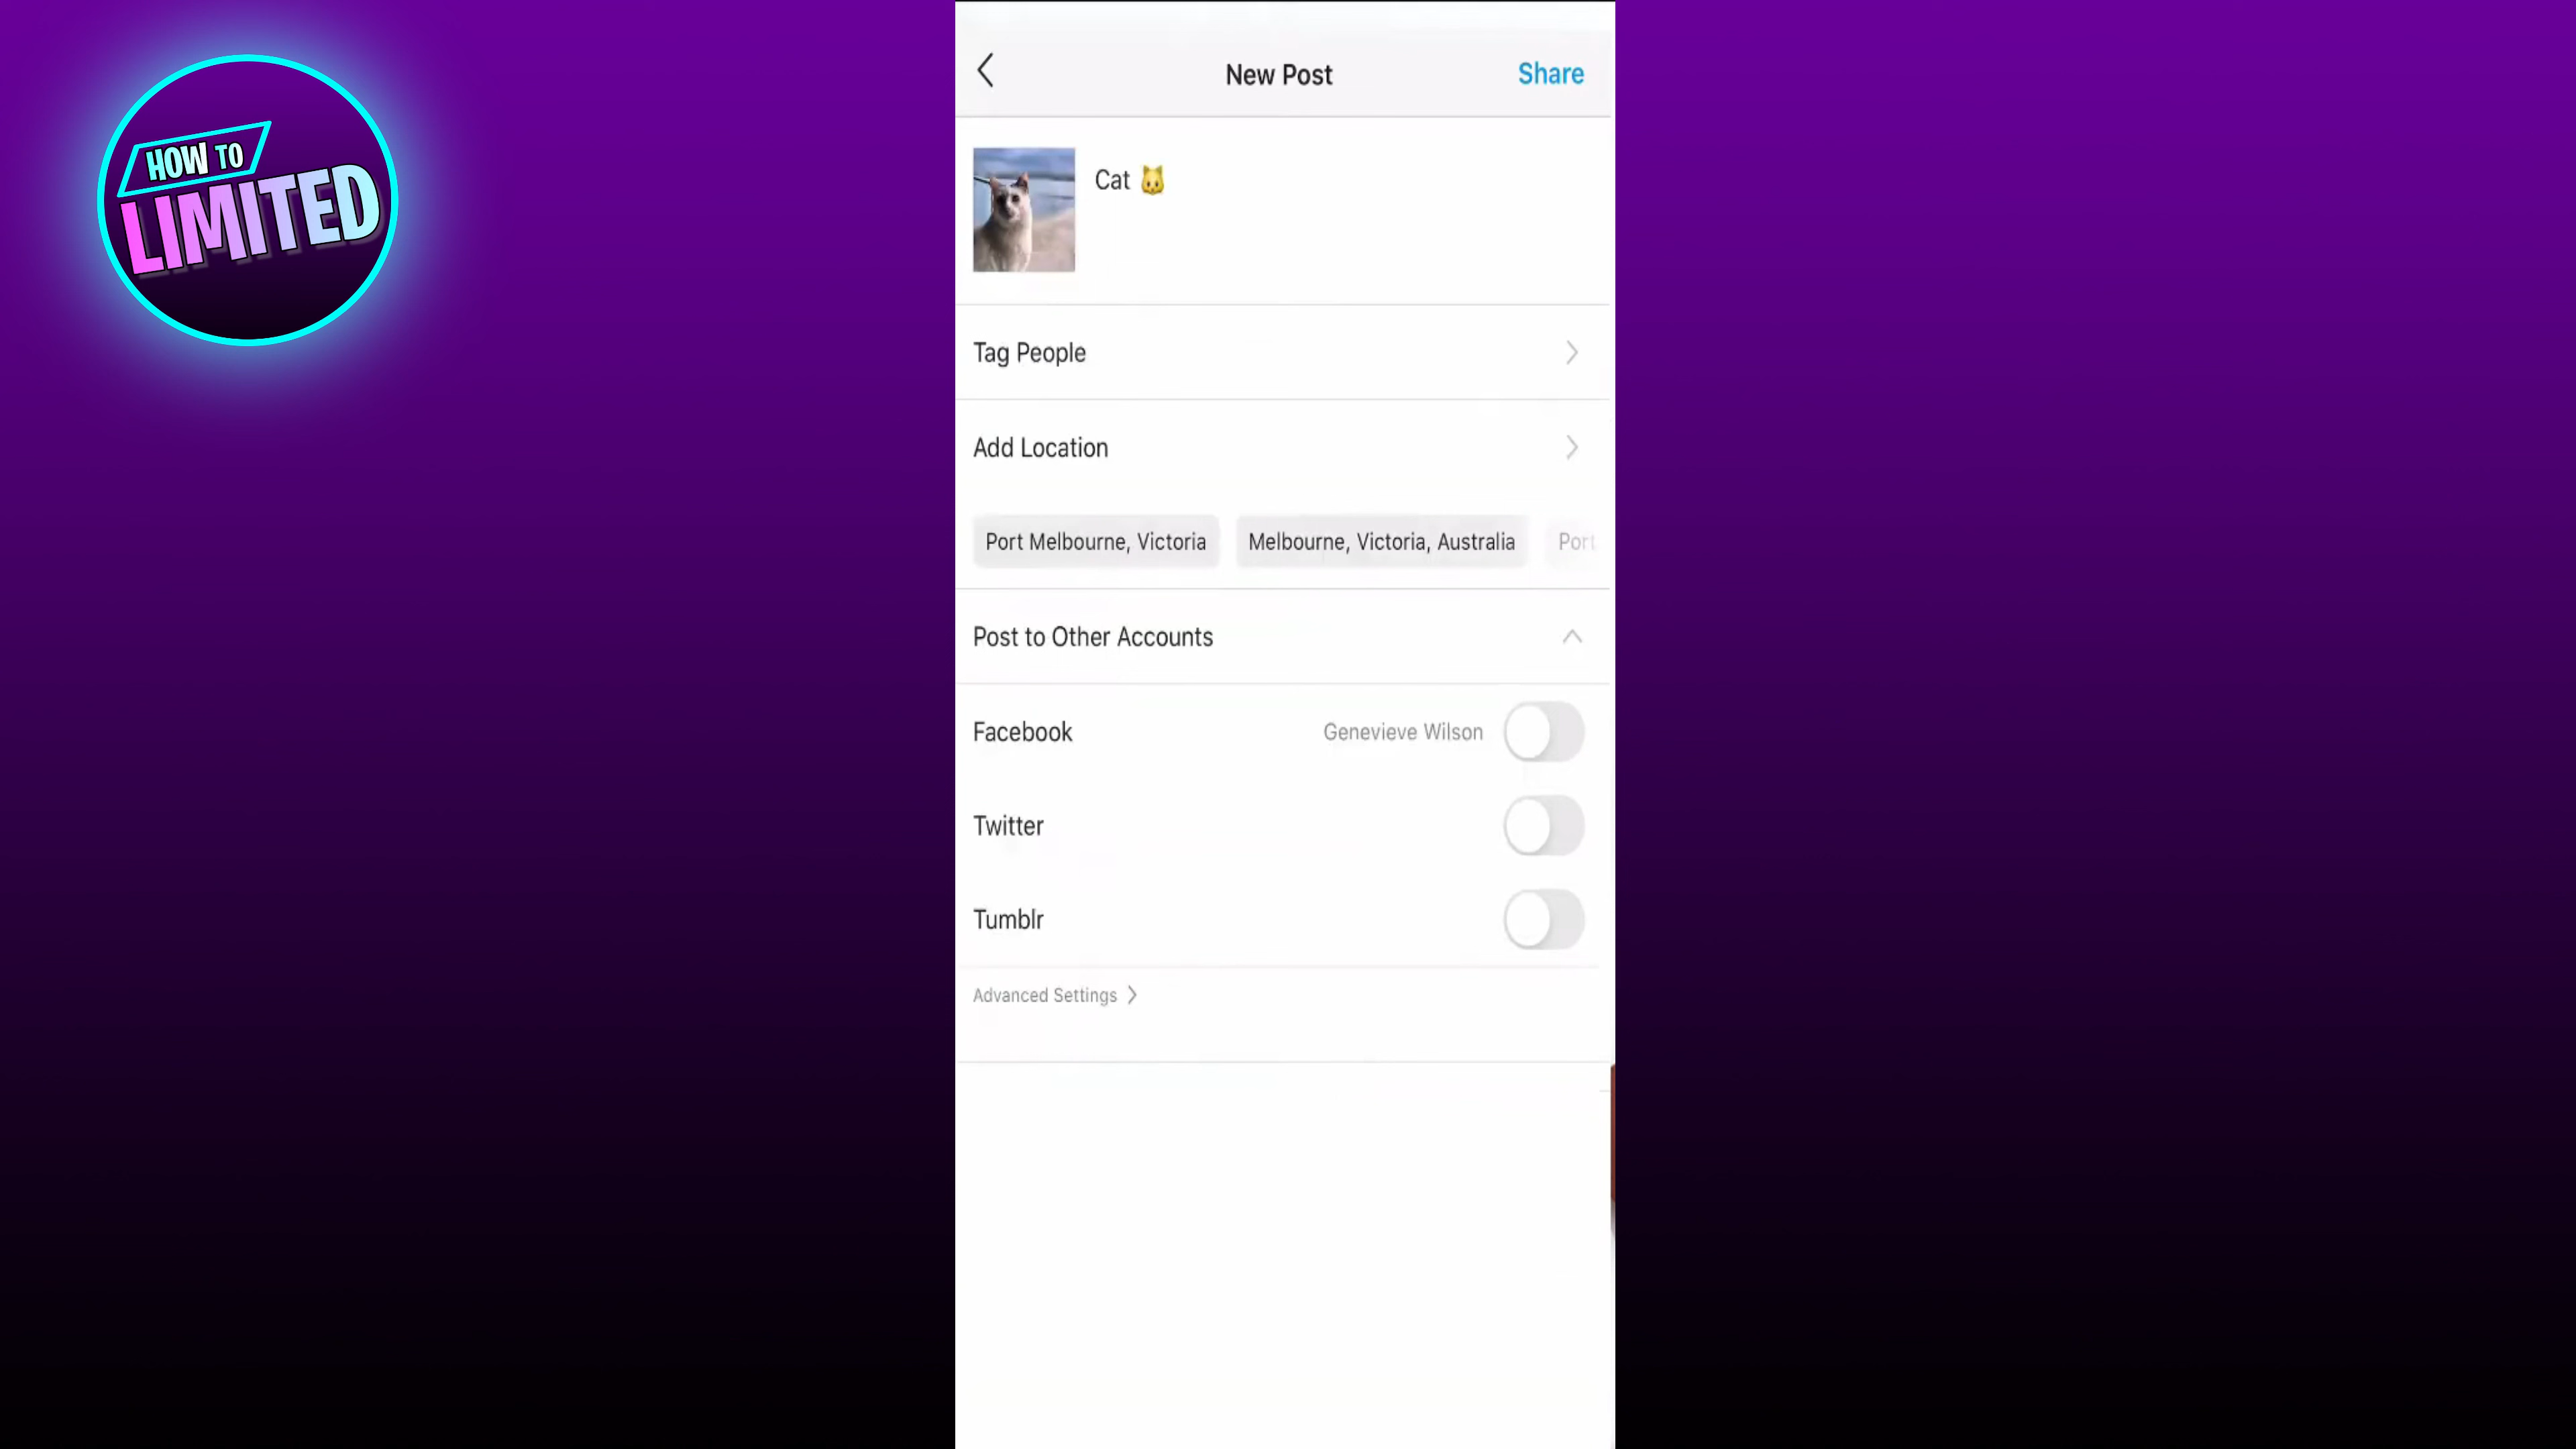 HOW TO
LIMITED
New Post
Share
Cat 🐱
Tag People
Add Location
Port Melbourne, Victoria
Melbourne, Victoria, Australia
Port
Post to Other Accounts
Facebook
Genevieve Wilson
Twitter
Tumblr
Advanced Settings